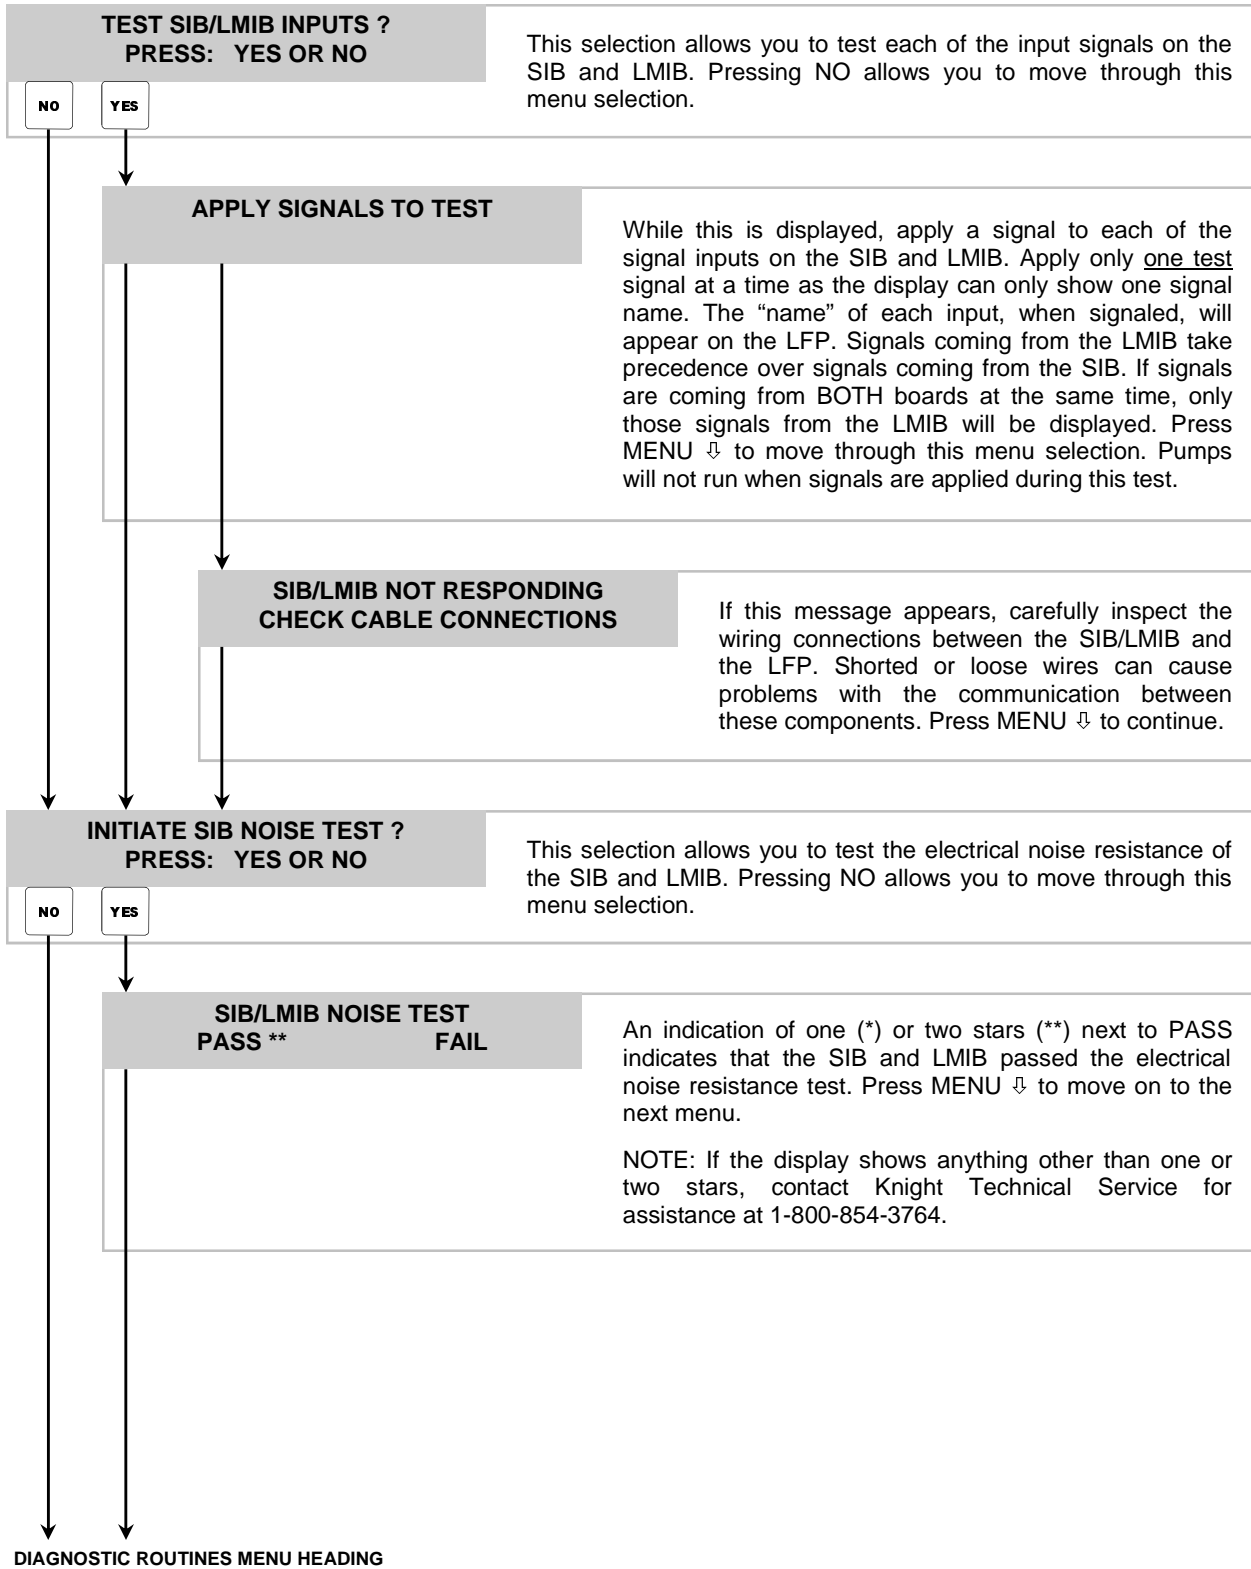 TEST SIB/LMIB INPUTS ?
PRESS: YES OR NO
NO
YES
This selection allows you to test each of the input signals on the
SIB and LMIB. Pressing NO allows you to move through this
menu selection.
APPLY SIGNALS TO TEST
While this is displayed, apply a signal to each of the
signal inputs on the SIB and LMIB. Apply only one test
signal at a time as the display can only show one signal
name. The “name” of each input, when signaled, will
appear on the LFP. Signals coming from the LMIB take
precedence over signals coming from the SIB. If signals
are coming from BOTH boards at the same time, only
those signals from the LMIB will be displayed. Press
MENU ⇩ to move through this menu selection. Pumps
will not run when signals are applied during this test.
SIB/LMIB NOT RESPONDING
CHECK CABLE CONNECTIONS
If this message appears, carefully inspect the
wiring connections between the SIB/LMIB and
the LFP. Shorted or loose wires can cause
problems with the communication between
these components. Press MENU ⇩ to continue.
INITIATE SIB NOISE TEST ?
PRESS: YES OR NO
NO
YES
This selection allows you to test the electrical noise resistance of
the SIB and LMIB. Pressing NO allows you to move through this
menu selection.
SIB/LMIB NOISE TEST
PASS ** FAIL
An indication of one (*) or two stars (**) next to PASS
indicates that the SIB and LMIB passed the electrical
noise resistance test. Press MENU ⇩ to move on to the
next menu.
NOTE: If the display shows anything other than one or
two stars, contact Knight Technical Service for
assistance at 1-800-854-3764.
DIAGNOSTIC ROUTINES MENU HEADING